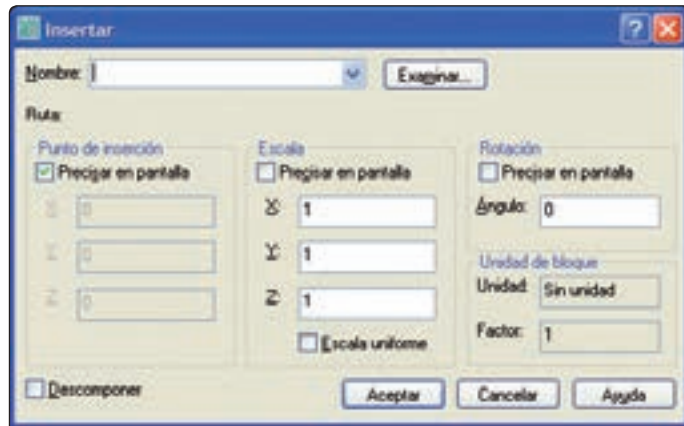 Insertar
Nombre: Examinar...
Ruta:
Punto de inserción
Precisar en pantalla
X: 0
Y: 0
Z: 0
Escala
Precisar en pantalla
X: 1
Y: 1
Z: 1
Escala uniforme
Rotación
Precisar en pantalla
Ángulo: 0
Unidad de bloque
Unidad: Sin unidad
Factor: 1
Descomponer
Aceptar Cancelar Ayuda